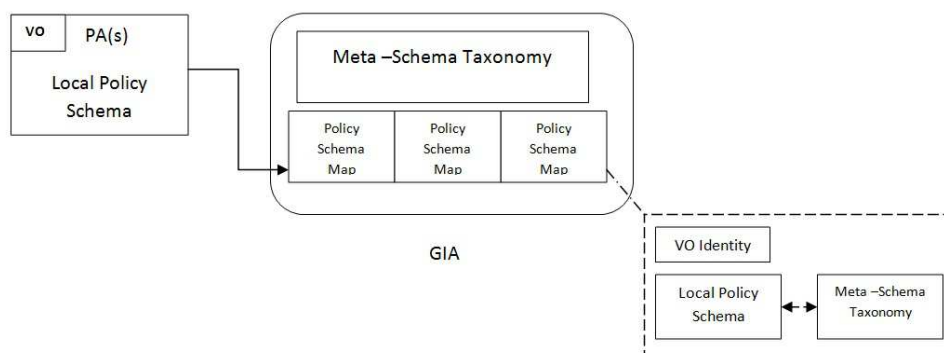 VO
PA(s)
Local Policy
Schema
Meta –Schema Taxonomy
Policy
Schema
Map
Policy
Schema
Map
Policy
Schema
Map
GIA
VO Identity
Local Policy
Schema
Meta –Schema
Taxonomy